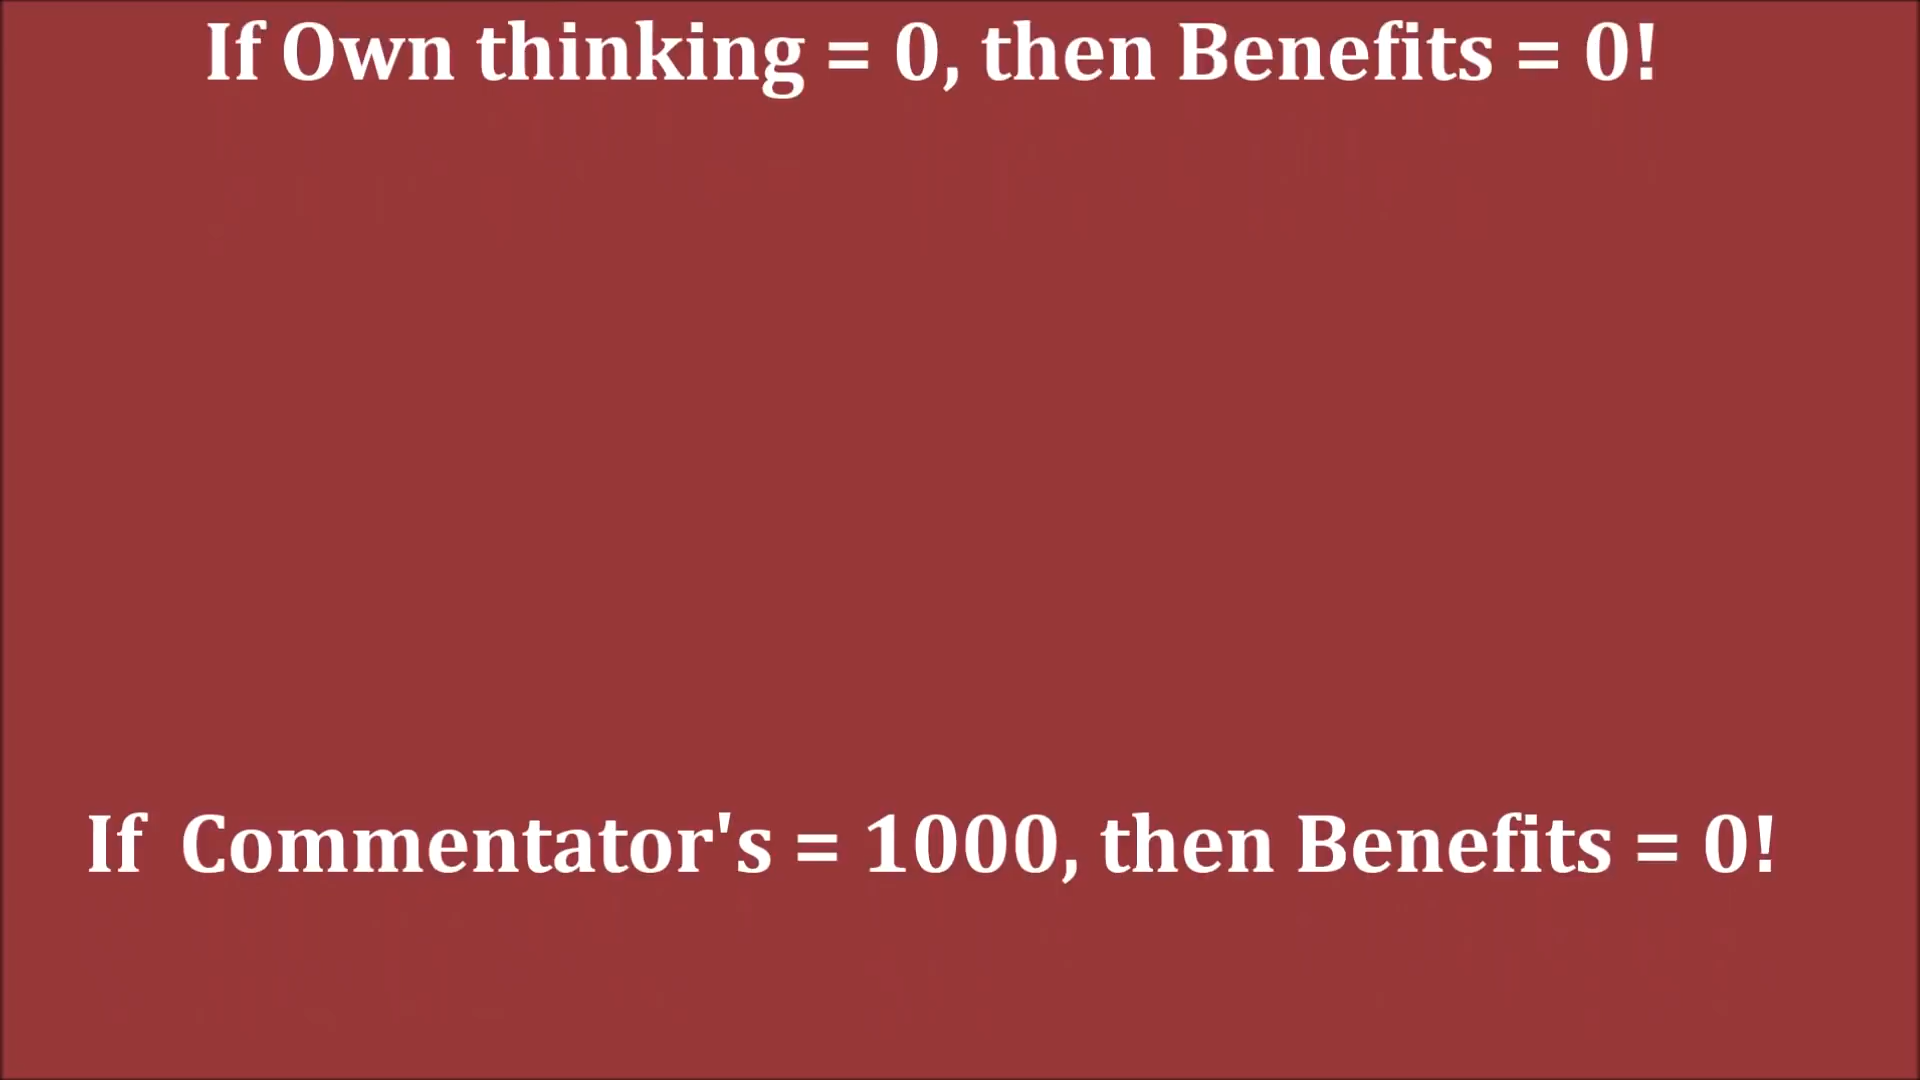 If Own thinking = 0, then Benefits = 0!
If  Commentator's = 1000, then Benefits = 0!